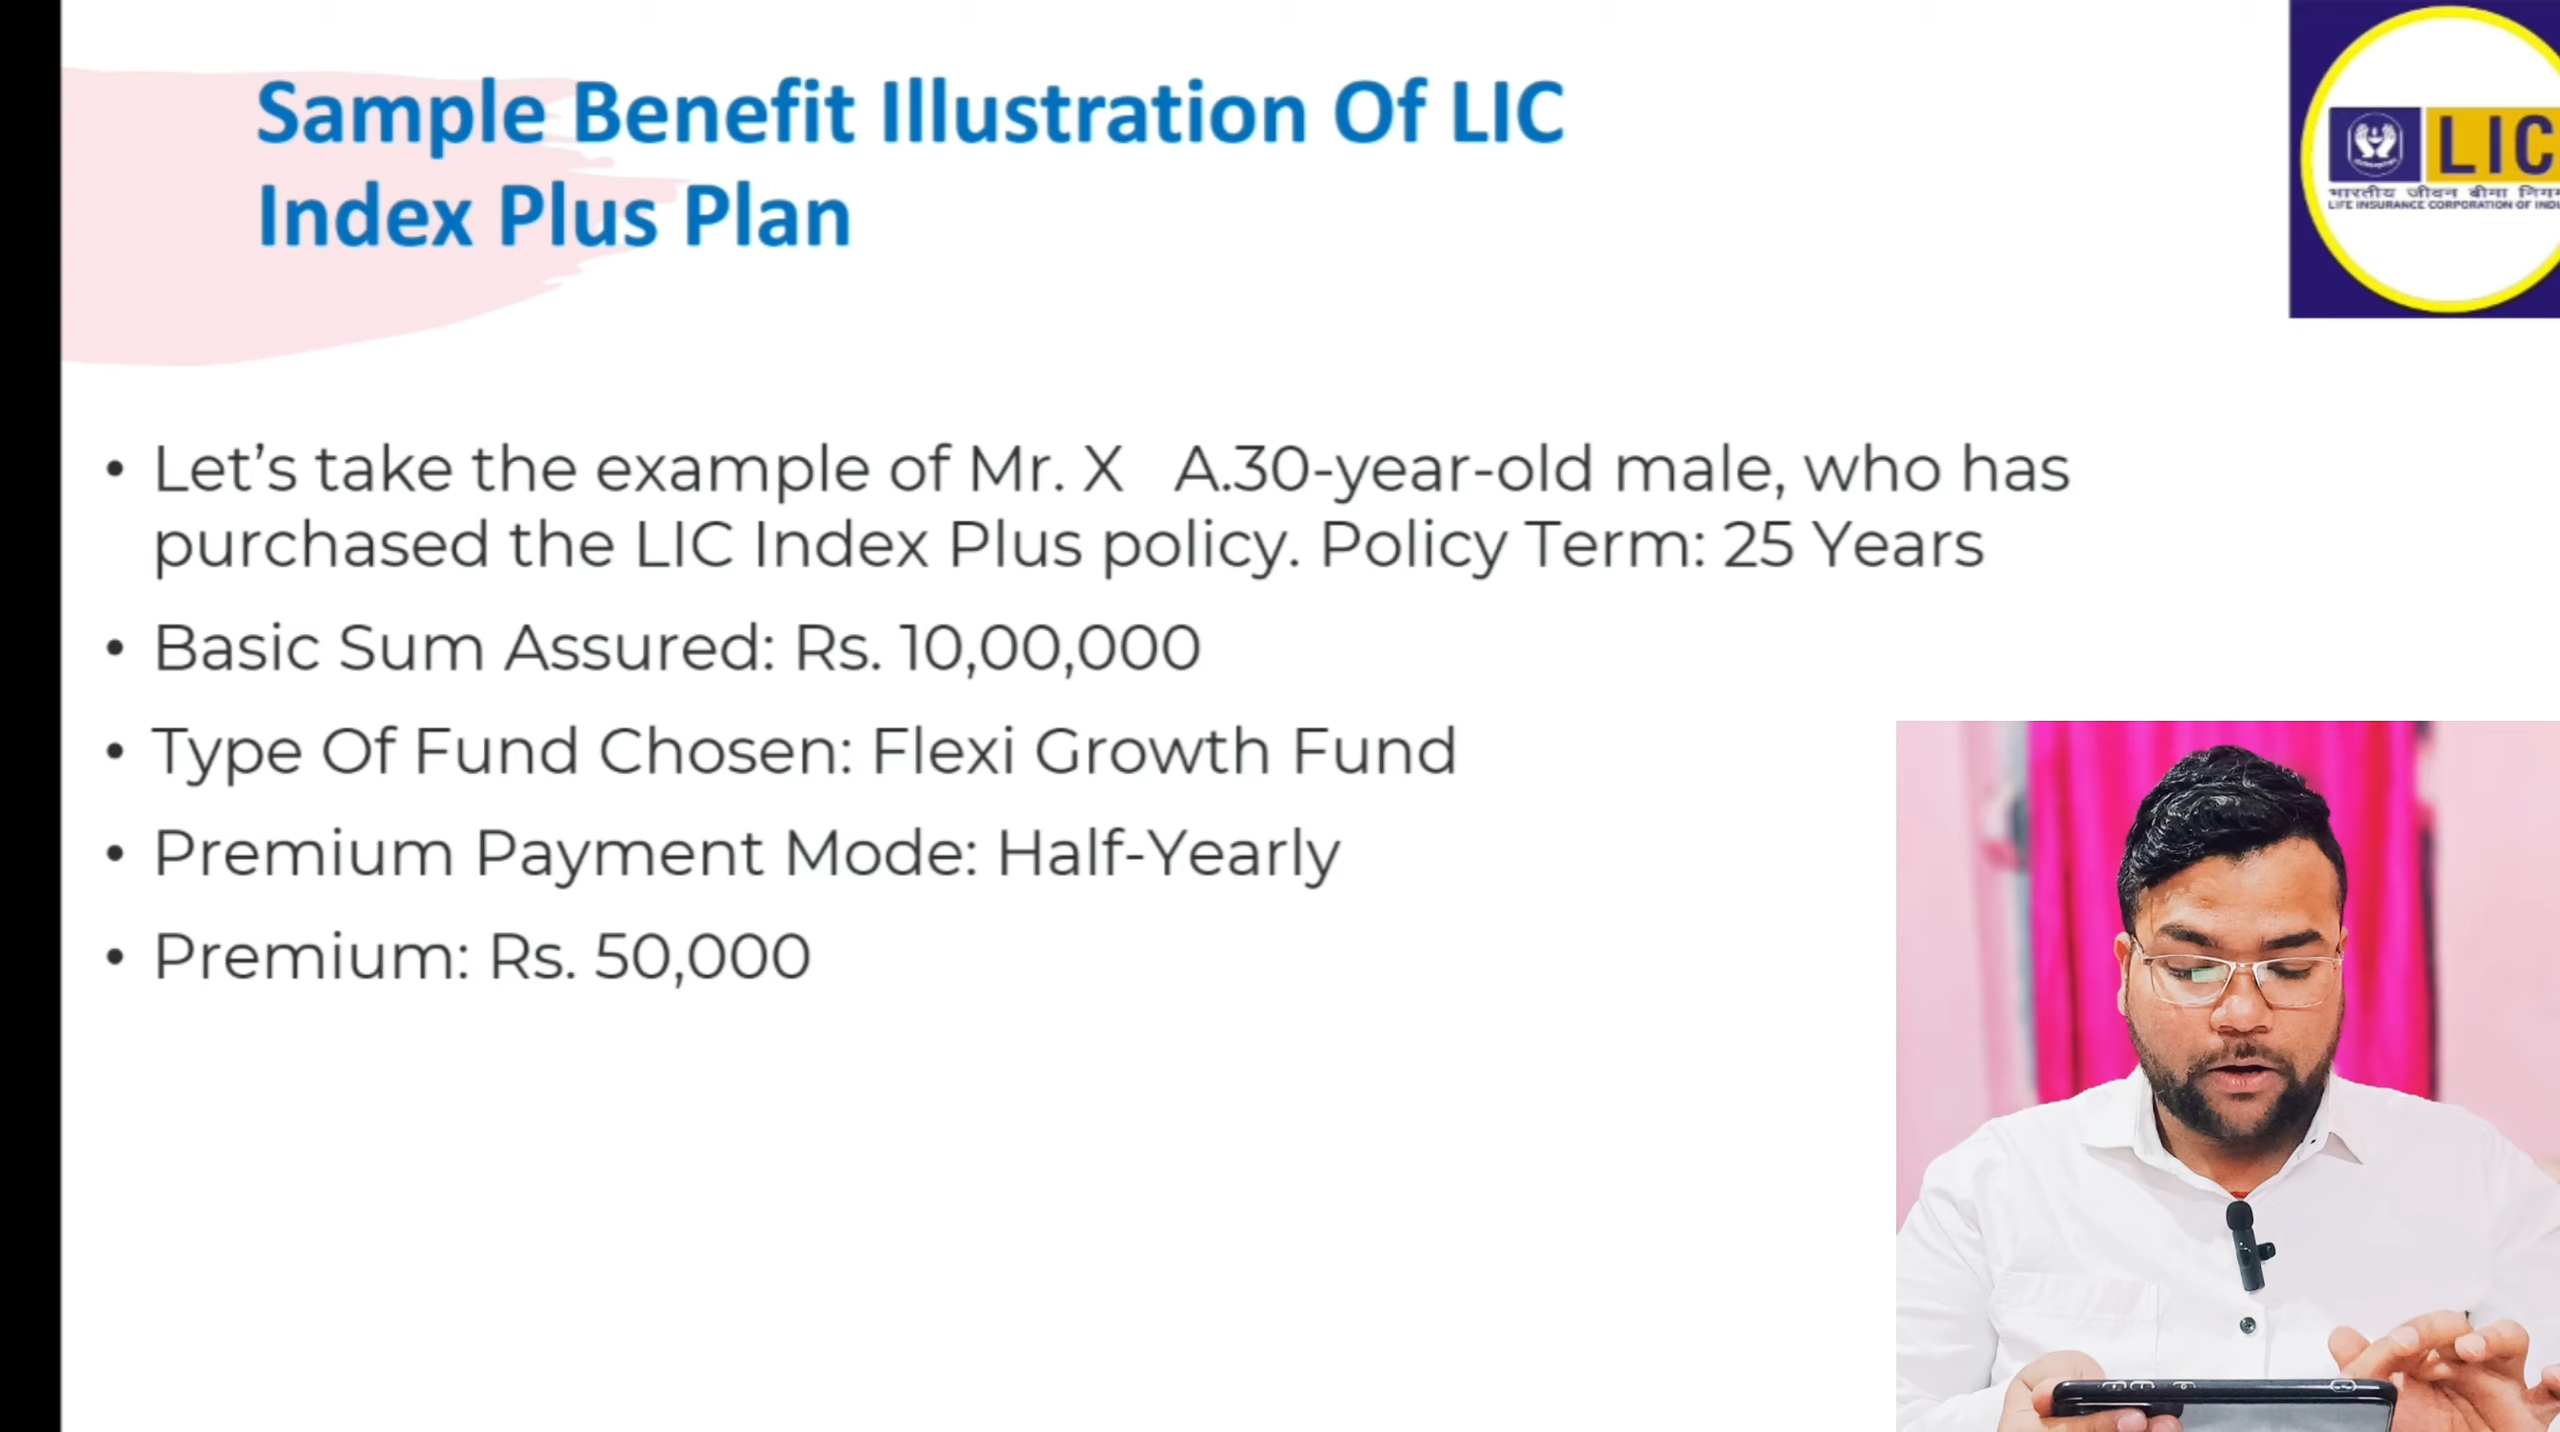 Sample Benefit Illustration Of LIC
Index Plus Plan
LIC
भारतीय जीवन बीमा
LIFE INSURANCE CORPORATION OF
• Let’s take the example of Mr. X A.30-year-old male, who has
purchased the LIC Index Plus policy. Policy Term: 25 Years
• Basic Sum Assured: Rs. 10,00,000
• Type Of Fund Chosen: Flexi Growth Fund
• Premium Payment Mode: Half-Yearly
• Premium: Rs. 50,000